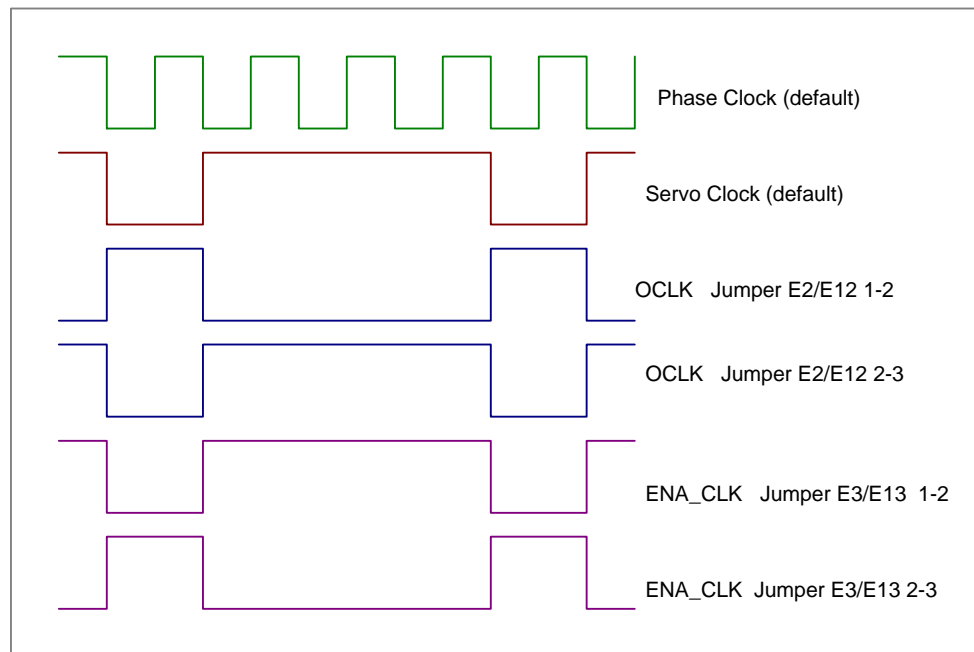 Phase Clock (default)
Servo Clock (default)
OCLK Jumper E2/E12 1-2
OCLK Jumper E2/E12 2-3
ENA_CLK Jumper E3/E13 1-2
ENA_CLK Jumper E3/E13 2-3